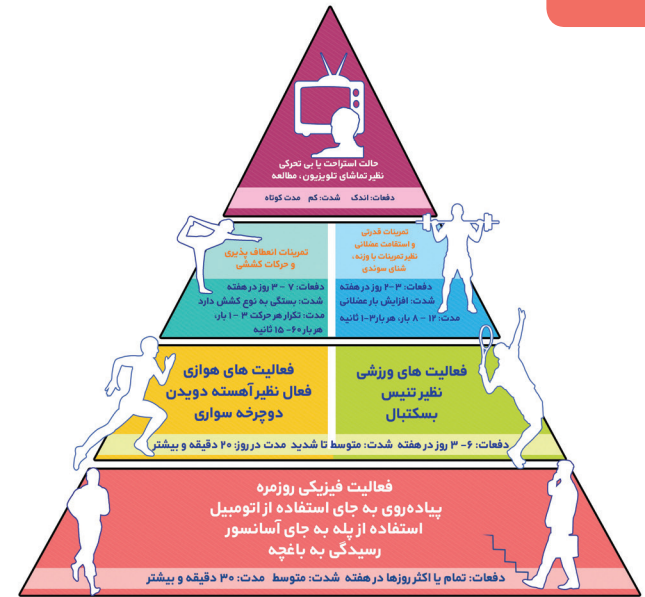 حالت استراحت یا بی تحرکی
نظیر تماشای تلویزیون، مطالعه
دفعات: اندک شدت: کم مدت کوتاه
تمرینات قدرتی
و استقامت عضلانی
نظیر تمرینات با وزنه،
شنای سوئدی
دفعات: ۳-۲ روز در هفته
شدت: افزایش بار عضلانی
مدت: ۱۲ - ۸ بار، هر بار ۳-۱ ثانیه
تمرینات انعطاف پذیری
و حرکات کششی
دفعات: ۷ - ۳ روز در هفته
شدت: بستگی به نوع کشش دارد
مدت: تکرار هر حرکت ۳ - ۱ بار،
هر بار ۶۰- ۱۵ ثانیه
فعالیت های ورزشی
نظیر تنیس
بسکتبال
فعالیت های هوازی
فعال نظیر آهسته دویدن
دوچرخه سواری
دفعات: ۶- ۳ روز در هفته شدت: متوسط تا شدید مدت در روز: ۲۰ دقیقه و بیشتر
فعالیت فیزیکی روزمره
پیاده‌روی به جای استفاده از اتومبیل
استفاده از پله به جای آسانسور
رسیدگی به باغچه
دفعات: تمام یا اکثر روزها در هفته شدت: متوسط مدت: ۳۰ دقیقه و بیشتر